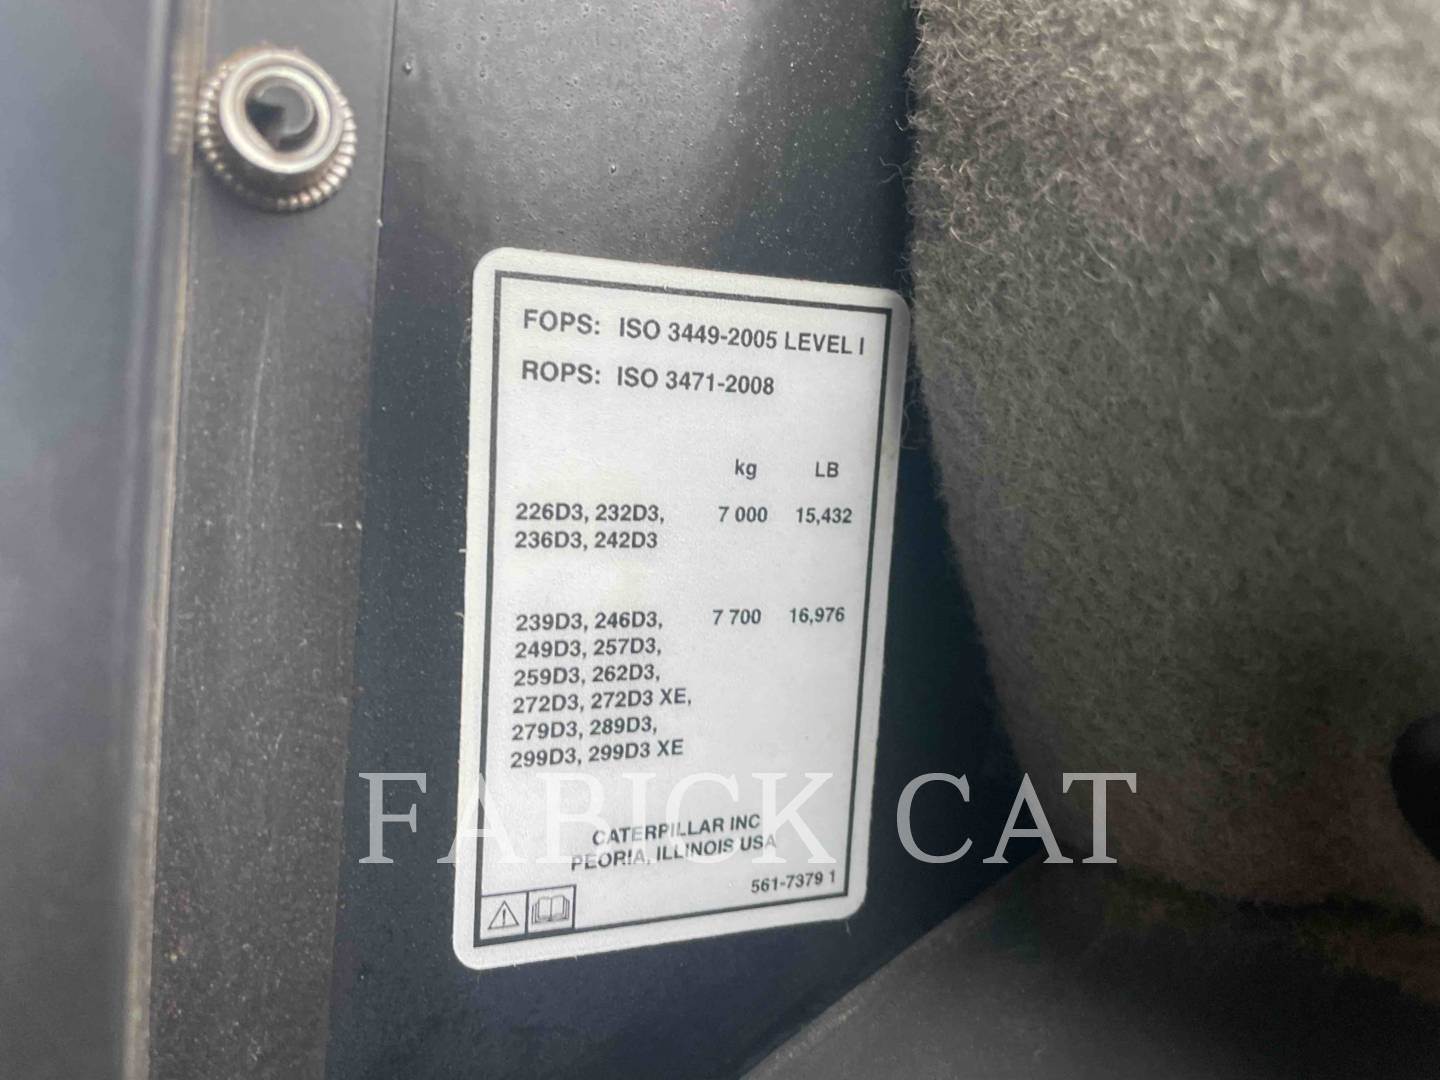 FOPS: ISO 3449-2005 LEVEL I
ROPS: ISO 3471-2008
kg LB
226D3, 232D3, 7 000 15,432
236D3, 242D3
239D3, 246D3, 7 700 16,976
249D3, 257D3,
259D3, 262D3,
272D3, 272D3 XE,
279D3, 289D3,
299D3, 299D3 XE
FABICK CAT
CATERPILLAR INC
PEORIA, ILLINOIS USA
561-7379 1